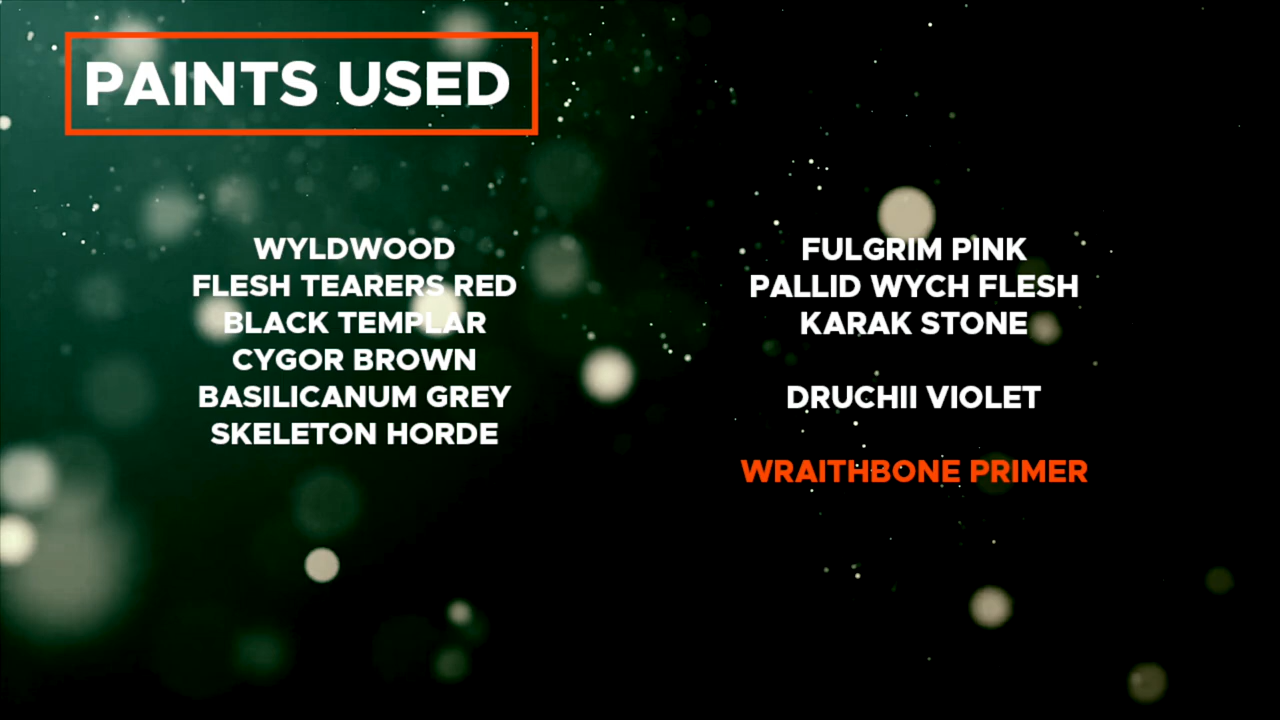 PAINTS USED
WYLDWOOD
FLESH TEARERS RED
BLACK TEMPLAR
CYGOR BROWN
BASILICANUM GREY
SKELETON HORDE
FULGRIM PINK
PALLID WYCH FLESH
KARAK STONE
DRUCHII VIOLET
WRAITHBONE PRIMER